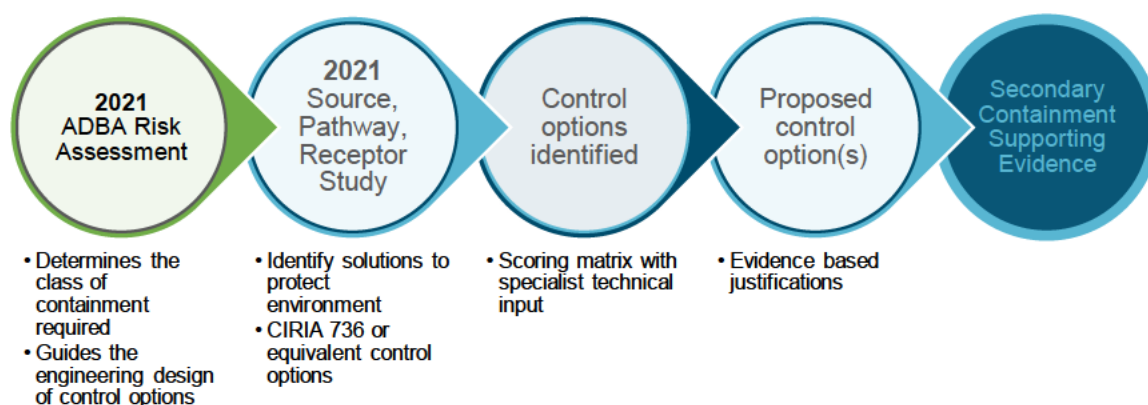 2021
ADBA Risk
Assessment
2021
Source,
Pathway,
Receptor
Study
Control
options
identified
Proposed
control
option(s)
Secondary
Containment
Supporting
Evidence
• Determines the
class of
containment
required
• Guides the
engineering design
of control options
• Identify solutions to
protect
environment
• CIRIA 736 or
equivalent control
options
• Scoring matrix with
specialist technical
input
• Evidence based
justifications